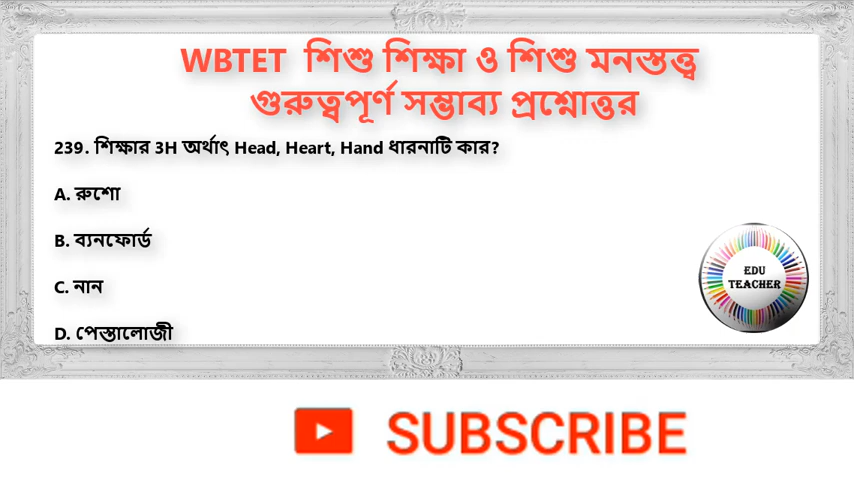 WBTET শিশু শিক্ষা ও শিশু মনস্তত্ত্ব
গুরুত্বপূর্ণ সম্ভাব্য প্রশ্নোত্তর
239. শিক্ষার 3H অর্থাৎ Head, Heart, Hand ধারনাটি কার?
A. রুশো
B. ব্যনফোর্ড
C. নান
EDU
TEACHER
D. পেস্তালোজী
SUBSCRIBE